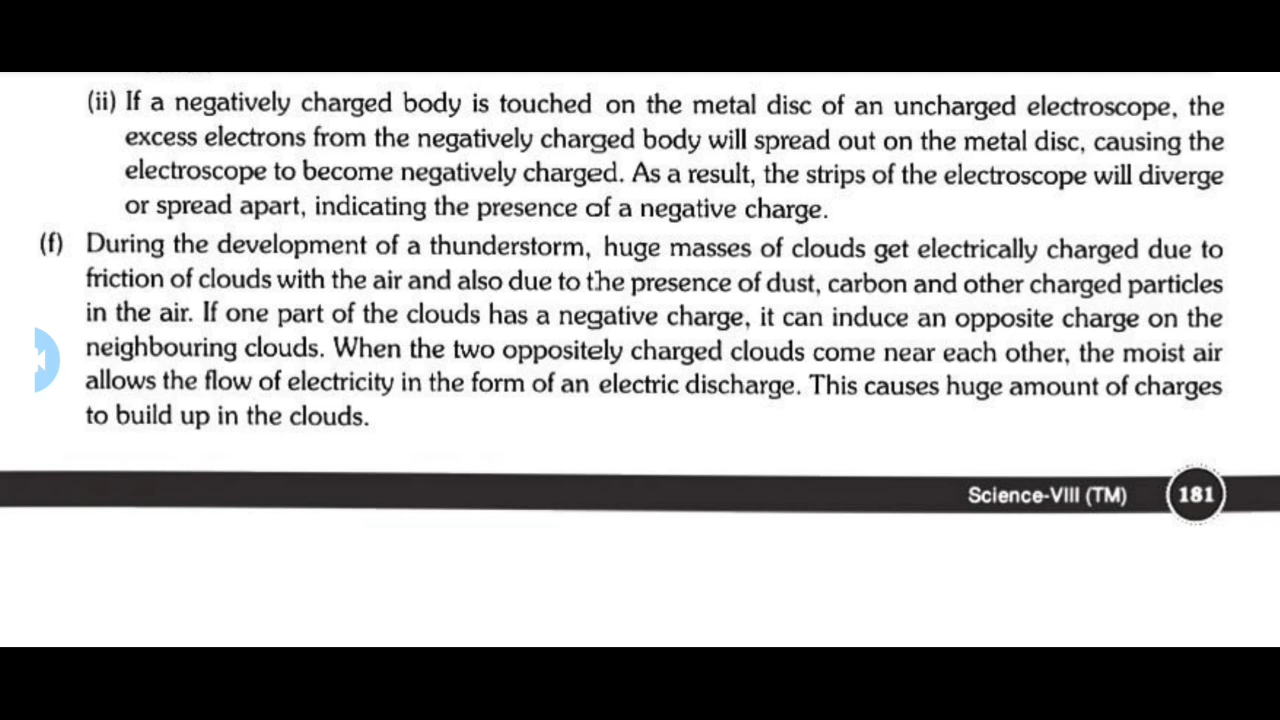 (ii) If a negatively charged body is touched on the metal disc of an uncharged electroscope, the
excess electrons from the negatively charged body will spread out on the metal disc, causing the
electroscope to become negatively charged. As a result, the strips of the electroscope will diverge
or spread apart, indicating the presence of a negative charge.
(f) During the development of a thunderstorm, huge masses of clouds get electrically charged due to
friction of clouds with the air and also due to the presence of dust, carbon and other charged particles
in the air. If one part of the clouds has a negative charge, it can induce an opposite charge on the
neighbouring clouds. When the two oppositely charged clouds come near each other, the moist air
allows the flow of electricity in the form of an electric discharge. This causes huge amount of charges
to build up in the clouds.
Science-VIII (TM) 181